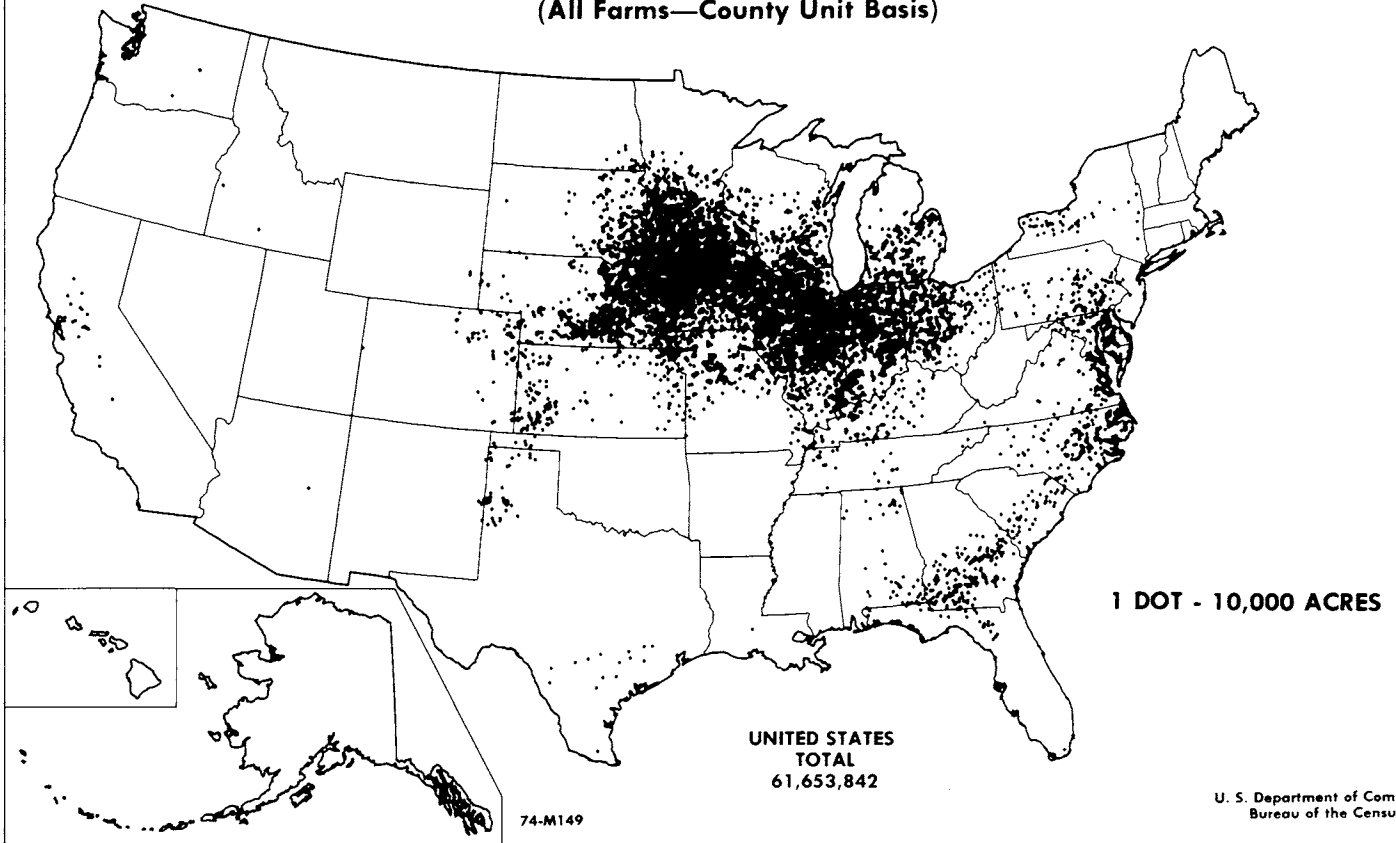 (All Farms—County Unit Basis)
1 DOT - 10,000 ACRES
UNITED STATES
TOTAL
61,653,842
U. S. Department of Com
Bureau of the Censu
74-M149